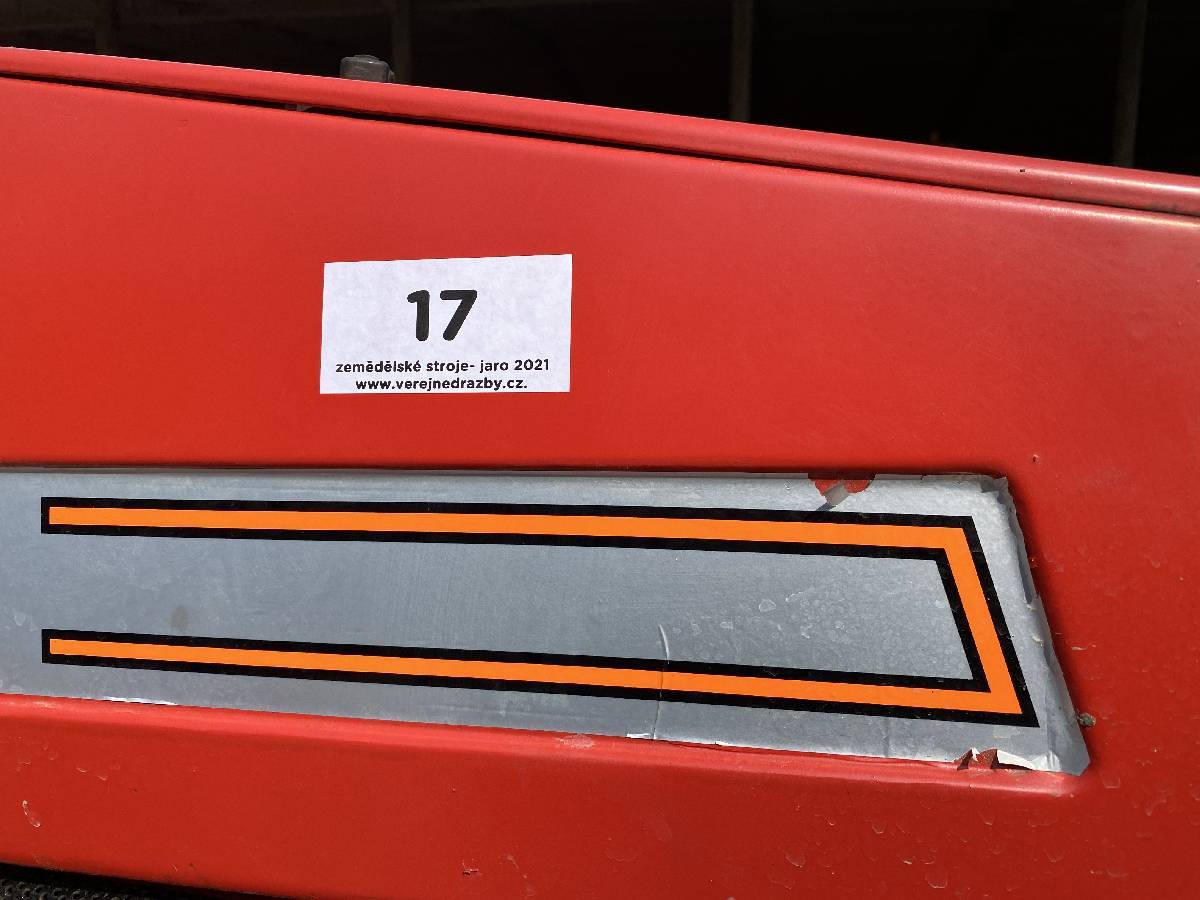 17
zemědělské stroje- jaro 2021
www.verejnedrazby.cz.